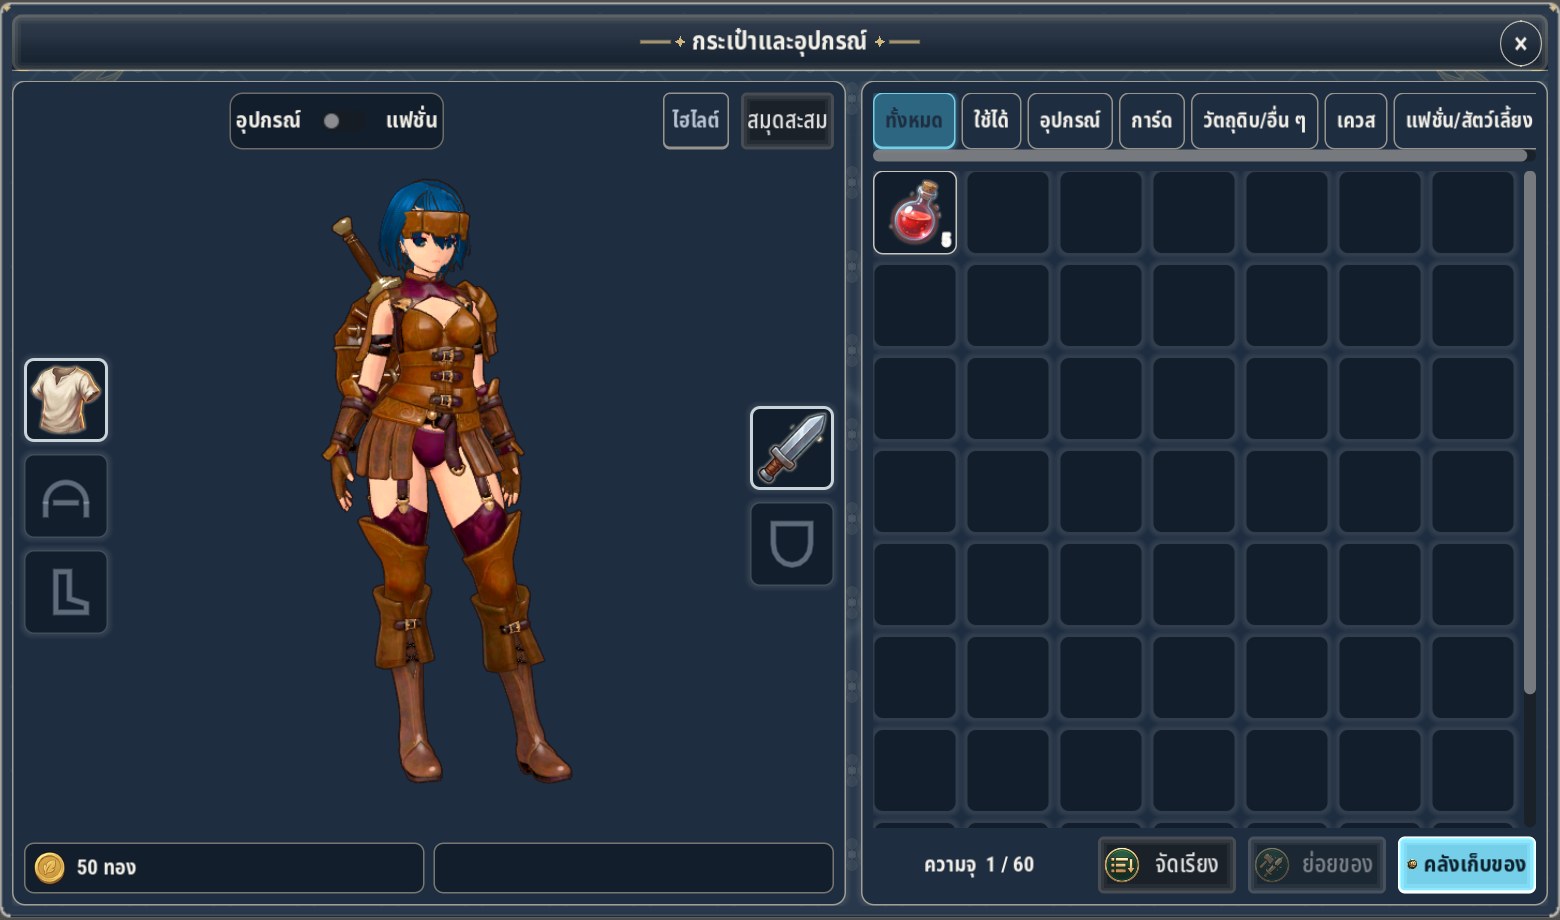 กระเป๋าและอุปกรณ์
x
อุปกรณ์ แฟชั่น
ไฮไลต์
สมุดสะสม
ทั้งหมด
ใช้ได้
อุปกรณ์
การ์ด
วัตถุดิบ/อื่น ๆ
เควส
แฟชั่น/สัตว์เลี้ยง
5
50 ทอง
ความจุ 1 / 60
จัดเรียง
ย่อยของ
คลังเก็บของ